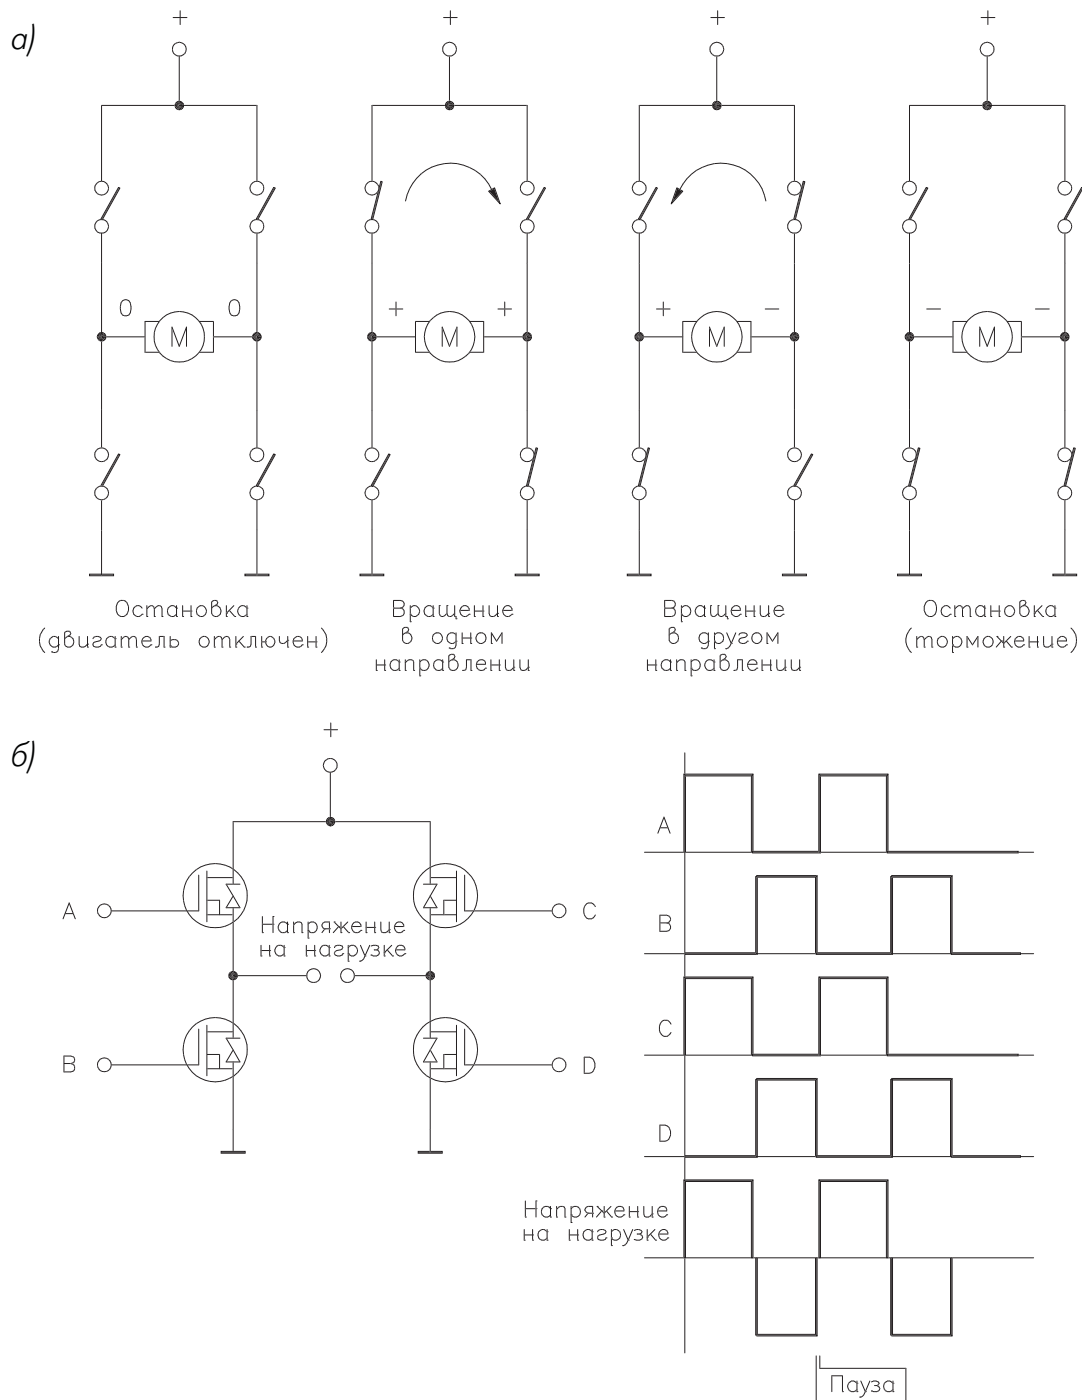 а)
+ + + +
0 0 + + + - - -
M M M M
Остановка
(двигатель отключен)
Вращение
в одном
направлении
Вращение
в другом
направлении
Остановка
(торможение)
б)
+
A
C
Напряжение
на нагрузке
B
D
A
B
C
D
Напряжение
на нагрузке
Пауза